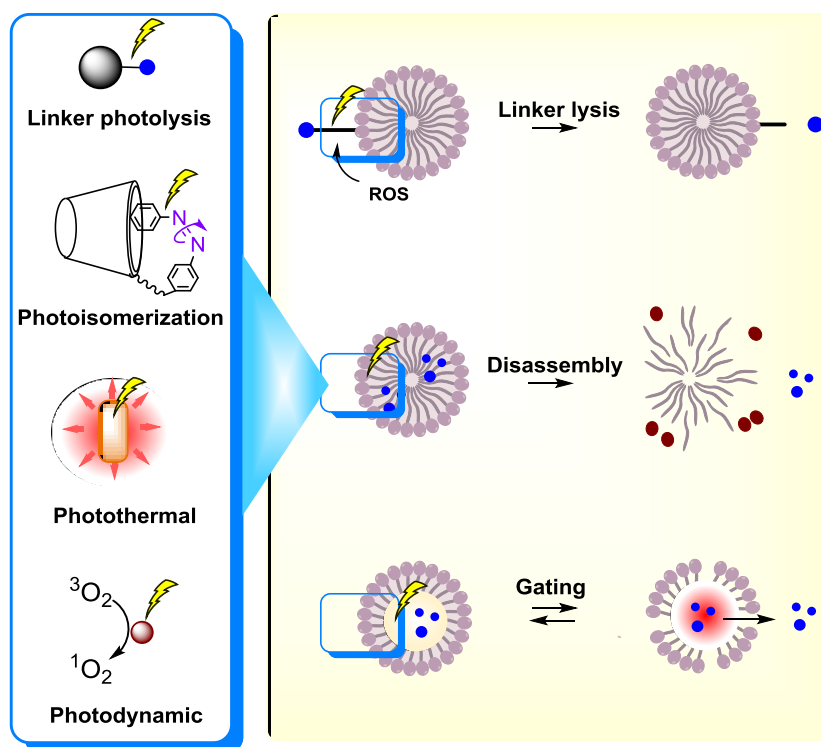 Linker photolysis
N
N
Photoisomerization
Photothermal
³O₂
¹O₂
Photodynamic
Linker lysis
ROS
Disassembly
Gating